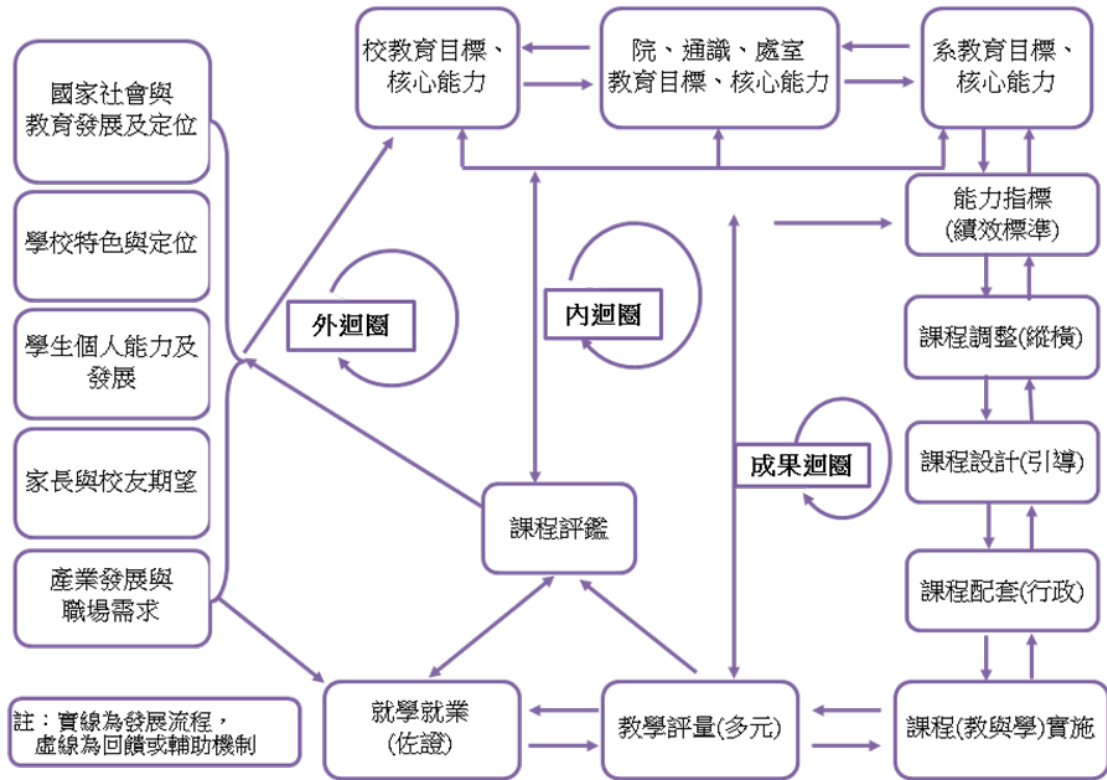 國家社會與
教育發展及定位
學校特色與定位
學生個人能力及
發展
家長與校友期望
產業發展與
職場需求
註：實線為發展流程，
虛線為回饋或輔助機制
校教育目標、
核心能力
院、通識、處室
教育目標、核心能力
系教育目標、
核心能力
外迴圈
內迴圈
成果迴圈
能力指標
(績效標準)
課程調整(縱橫)
課程設計(引導)
課程配套(行政)
課程評鑑
就學就業
(佐證)
教學評量(多元)
課程(教與學)實施